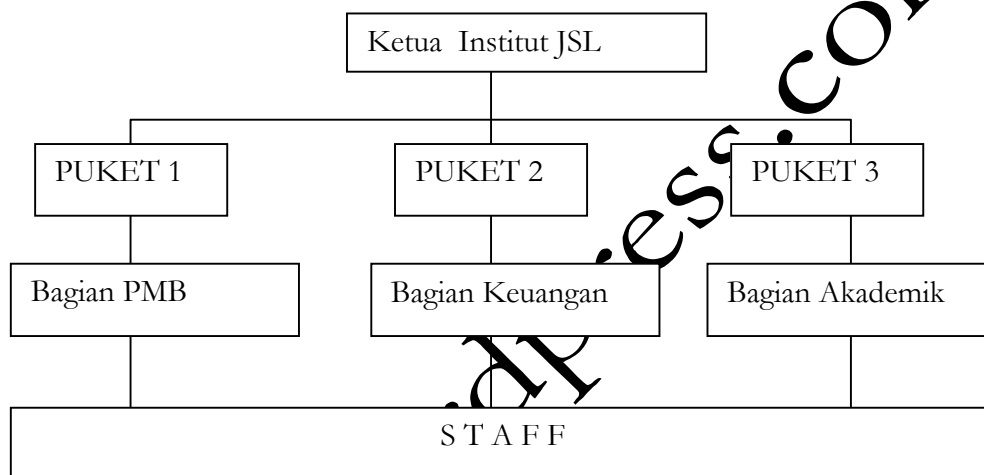 Ketua Institut JSL
PUKET 1
PUKET 2
PUKET 3
Bagian PMB
Bagian Keuangan
Bagian Akademik
S T A F F